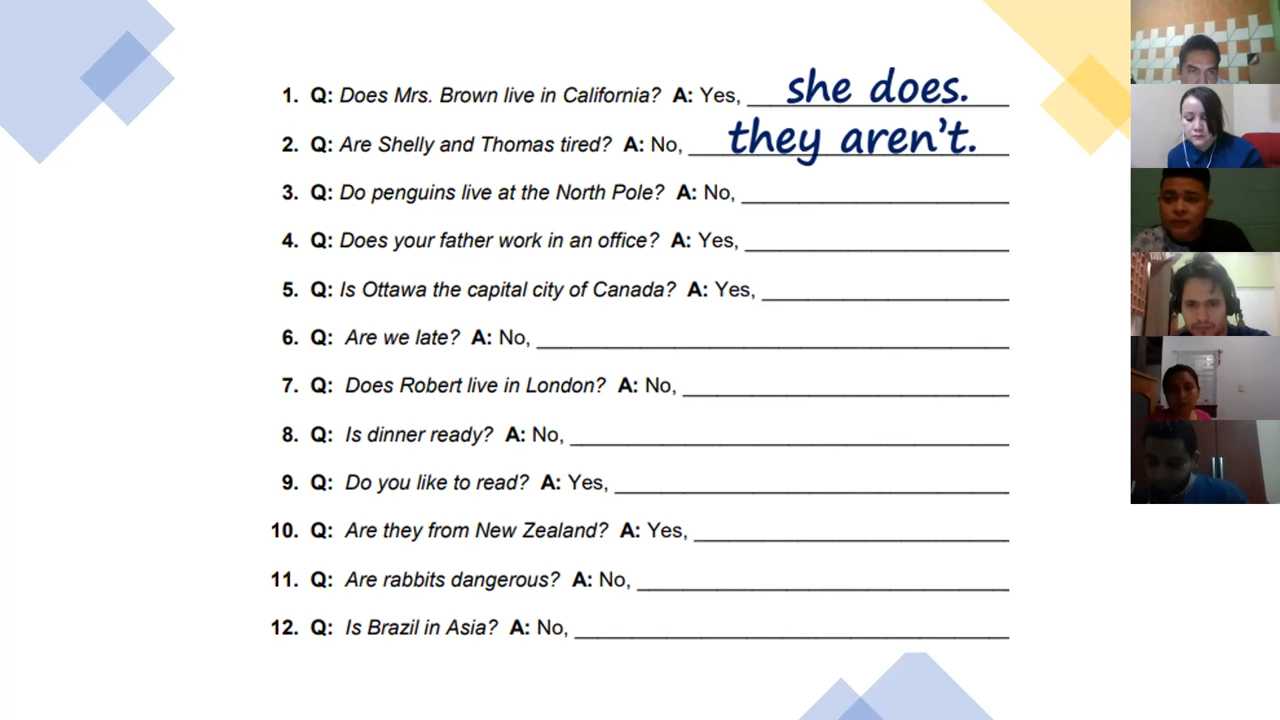 1. Q: Does Mrs. Brown live in California? A: Yes, she does.
2. Q: Are Shelly and Thomas tired? A: No, they aren't.
3. Q: Do penguins live at the North Pole? A: No,
4. Q: Does your father work in an office? A: Yes,
5. Q: Is Ottawa the capital city of Canada? A: Yes,
6. Q: Are we late? A: No,
7. Q: Does Robert live in London? A: No,
8. Q: Is dinner ready? A: No,
9. Q: Do you like to read? A: Yes,
10. Q: Are they from New Zealand? A: Yes,
11. Q: Are rabbits dangerous? A: No,
12. Q: Is Brazil in Asia? A: No,